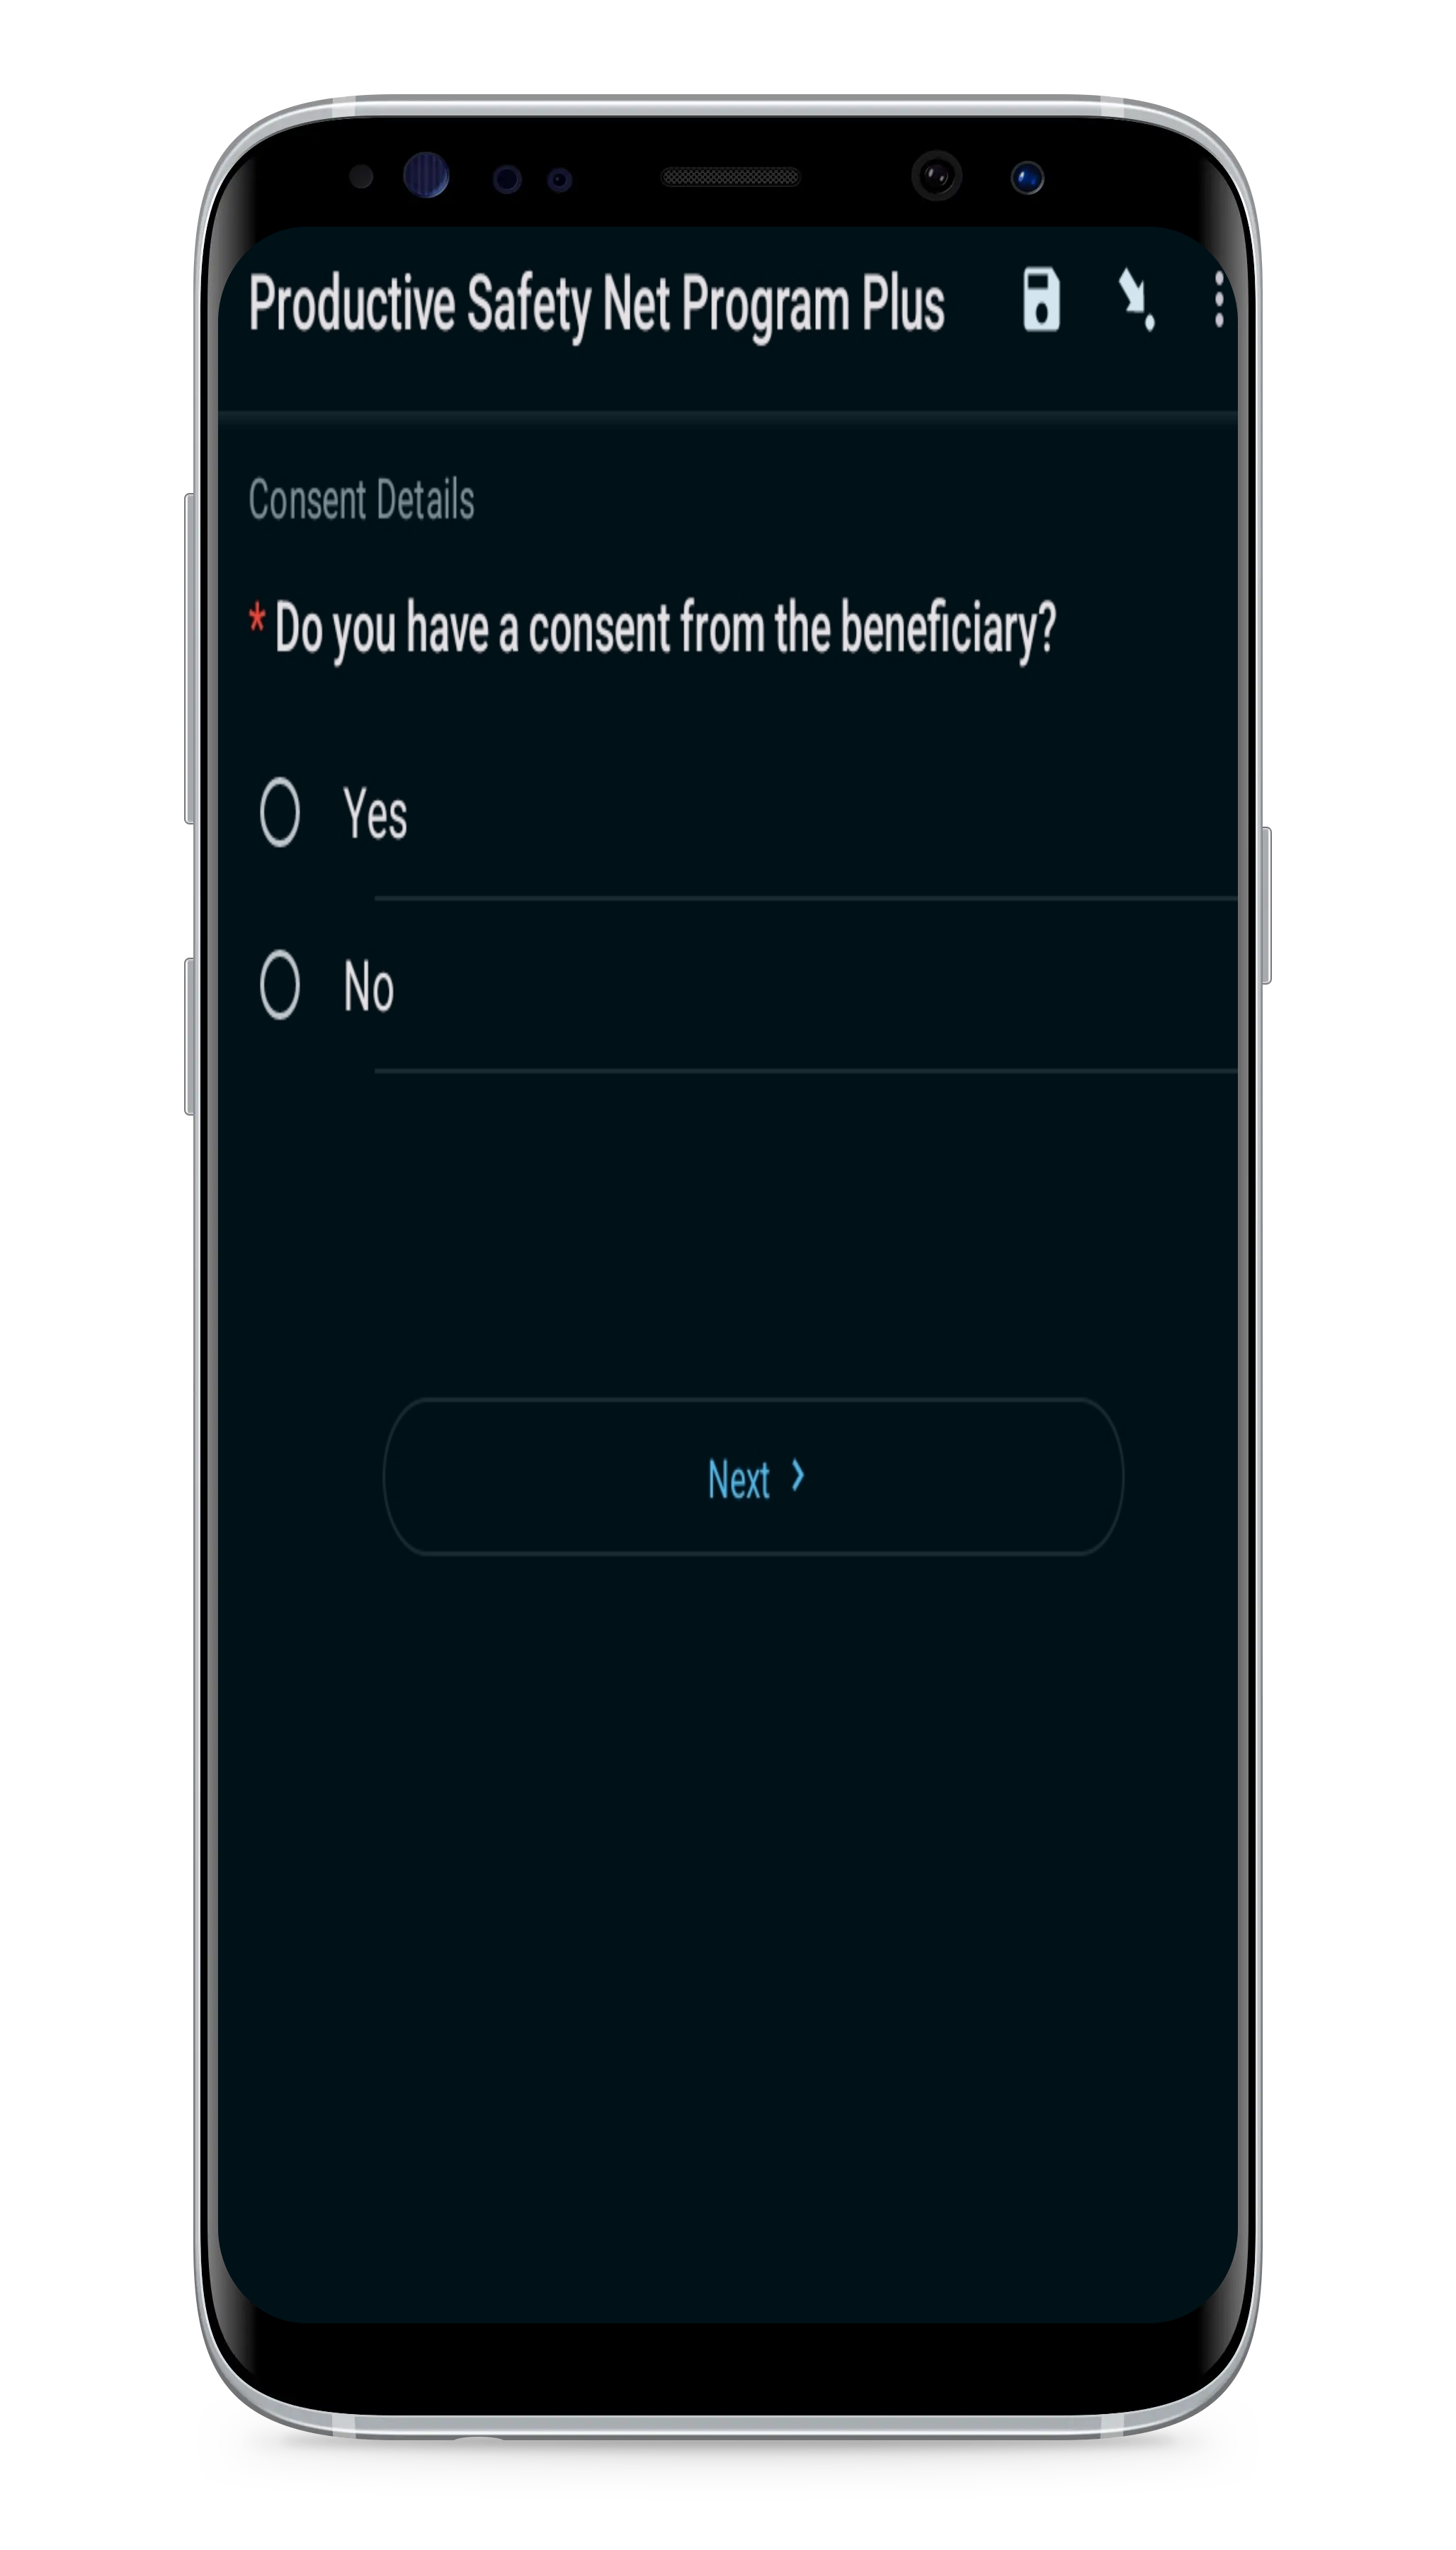 Productive Safety Net Program Plus
Consent Details
* Do you have a consent from the beneficiary?
Yes
No
Next